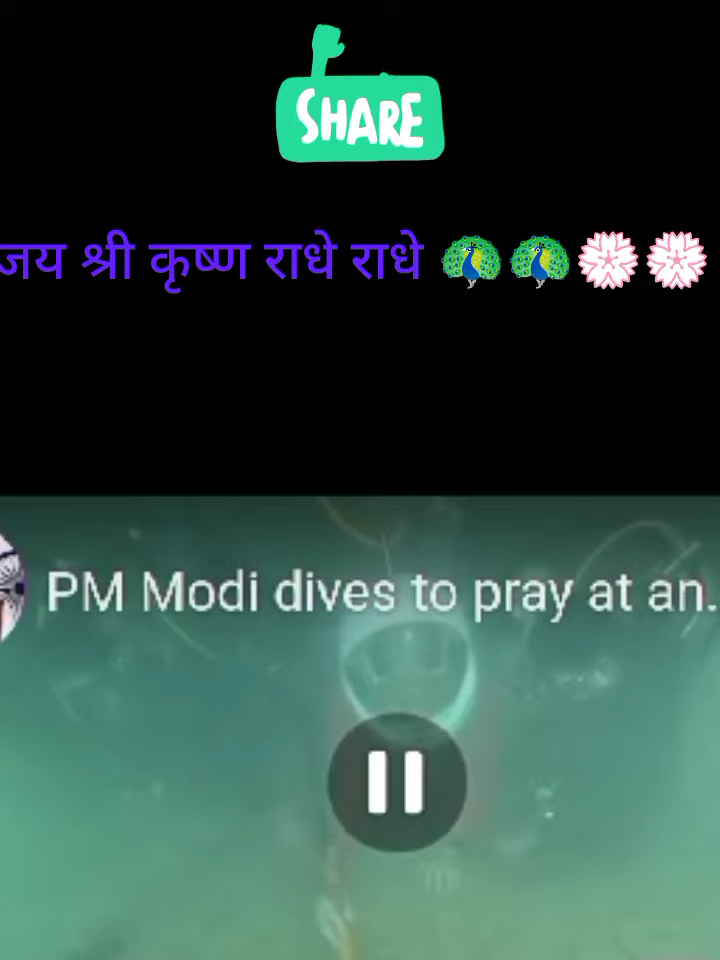 SHARE
जय श्री कृष्ण राधे राधे 🦚🦚💮💮
PM Modi dives to pray at an.